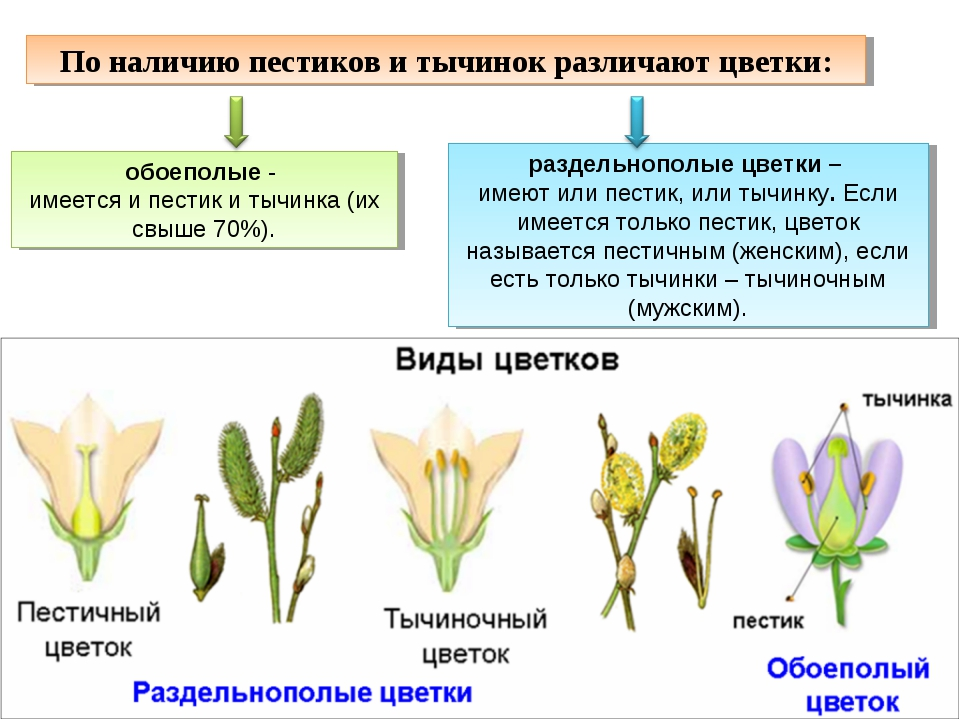 По наличию пестиков и тычинок различают цветки:
обоеполые -
имеется и пестик и тычинка (их
свыше 70%).
раздельнополые цветки –
имеют или пестик, или тычинку. Если
имеется только пестик, цветок
называется пестичным (женским), если
есть только тычинки – тычиночным
(мужским).
Виды цветков
тычинка
Пестичный
цветок
Тычиночный
цветок
пестик
Раздельнополые цветки
Обоеполый
цветок